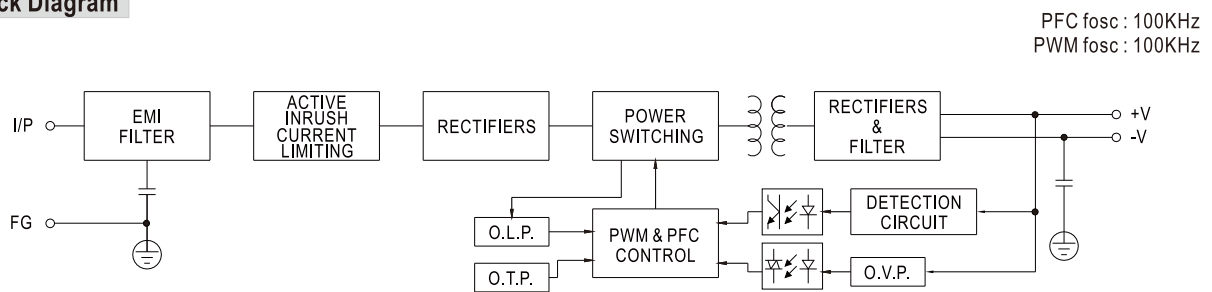 ck Diagram
PFC fosc : 100KHz
PWM fosc : 100KHz
I/P
EMI
FILTER
ACTIVE
INRUSH
CURRENT
LIMITING
RECTIFIERS
POWER
SWITCHING
RECTIFIERS
&
FILTER
+V
-V
FG
O.L.P.
O.T.P.
PWM & PFC
CONTROL
DETECTION
CIRCUIT
O.V.P.